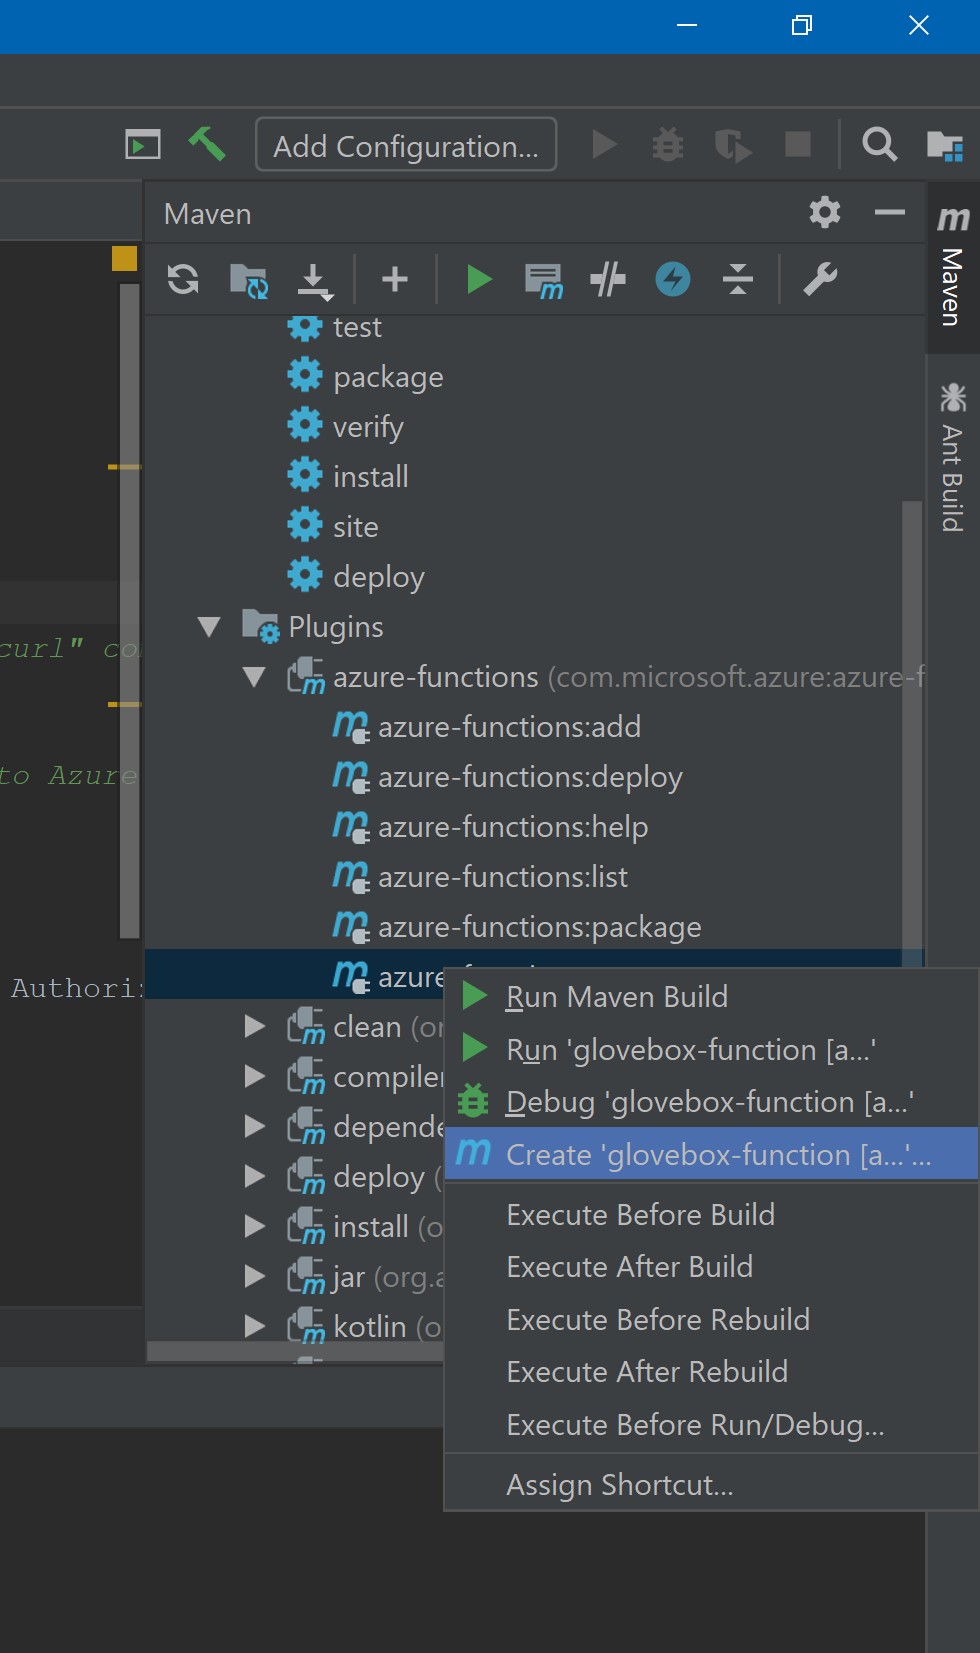 Add Configuration...
Maven
Maven
Ant Build
test
package
verify
install
site
deploy
Plugins
azure-functions (com.microsoft.azure:azure-f
azure-functions:add
azure-functions:deploy
azure-functions:help
azure-functions:list
azure-functions:package
clean (or
compiler
depende
deploy (
install (o
jar (org.a
kotlin (o
curl" co
to Azure
Authori
Run Maven Build
Run 'glovebox-function [a...'
Debug 'glovebox-function [a...'
Create 'glovebox-function [a...'...
Execute Before Build
Execute After Build
Execute Before Rebuild
Execute After Rebuild
Execute Before Run/Debug...
Assign Shortcut...